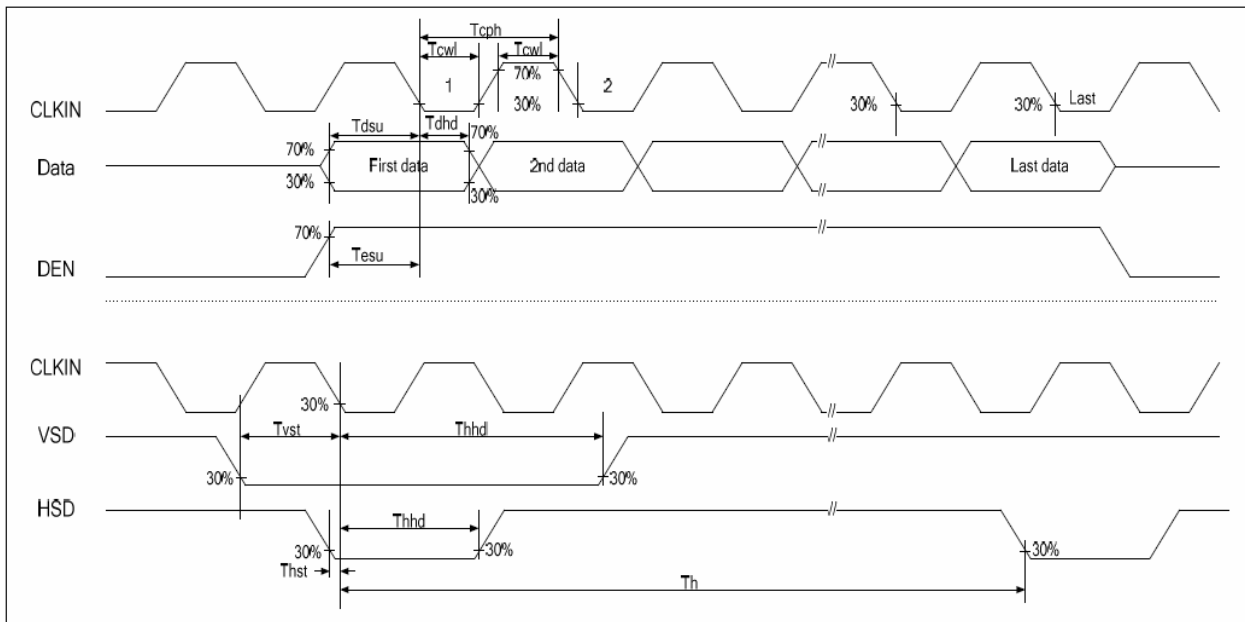 Tcph
Tcwl Tcwl
1 70% 2
30% 30% 30% Last
CLKIN
Tdsu Tdhd
70% 70%
Data First data 2nd data // Last data
30% 30%
70%
DEN Tesu
CLKIN
30%
VSD Tvst Thhd
30% 30%
HSD
Thhd
30% 30% 30%
Thst
Th